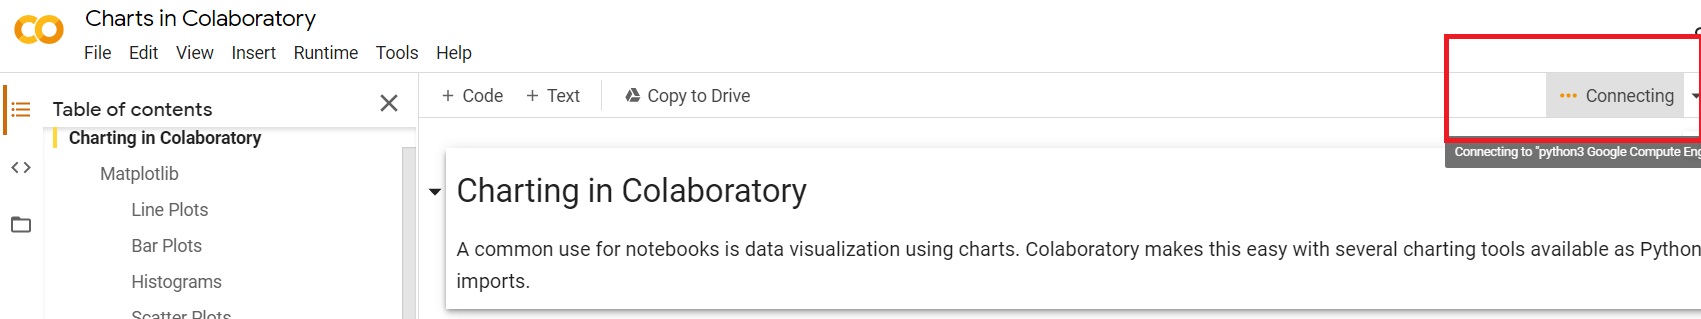 Charts in Colaboratory
File Edit View Insert Runtime Tools Help
Table of contents
+ Code + Text Copy to Drive
Connecting
Charting in Colaboratory
Connecting to "python3 Google Compute Eng
Matplotlib
Line Plots
Bar Plots
Histograms
Scatter Plots
Charting in Colaboratory
A common use for notebooks is data visualization using charts. Colaboratory makes this easy with several charting tools available as Python
imports.